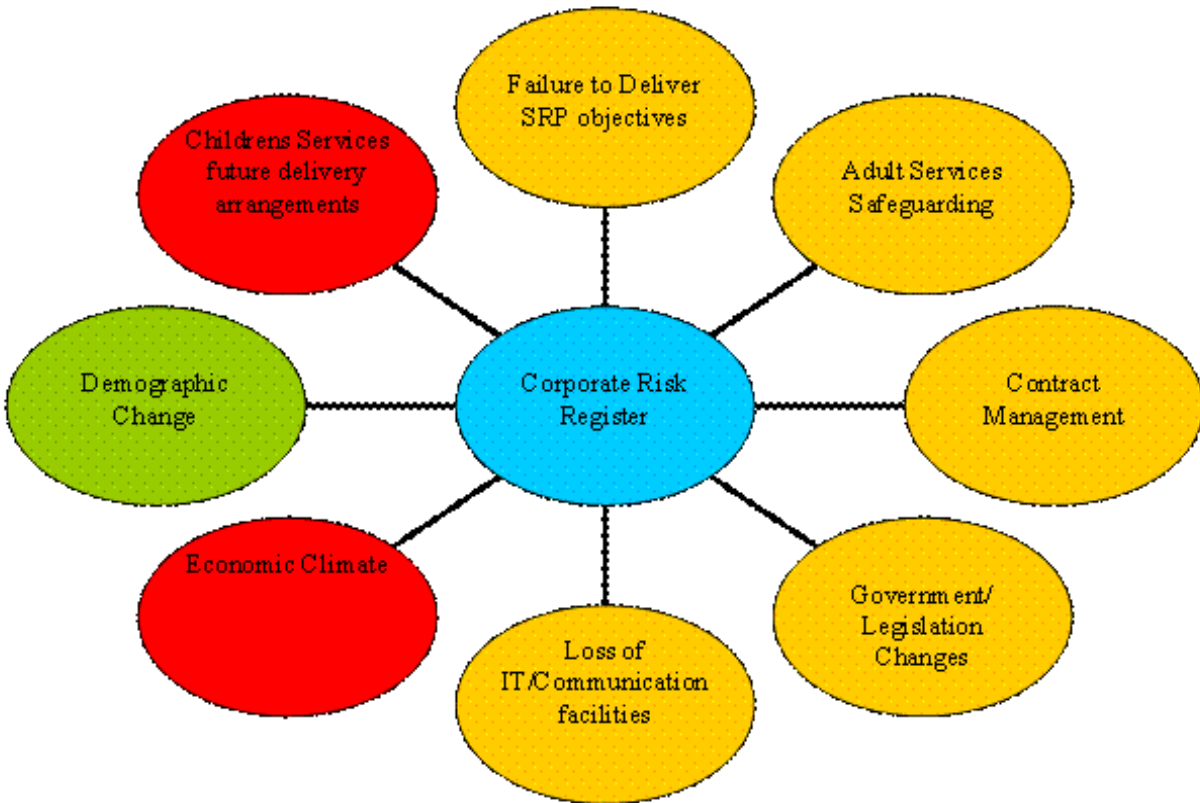 Failure to Deliver
SRP objectives
Childrens Services
future delivery
arrangements
Adult Services
Safeguarding
Demographic
Change
Corporate Risk
Register
Contract
Management
Economic Climate
Loss of
IT/Communication
facilities
Government/
Legislation
Changes